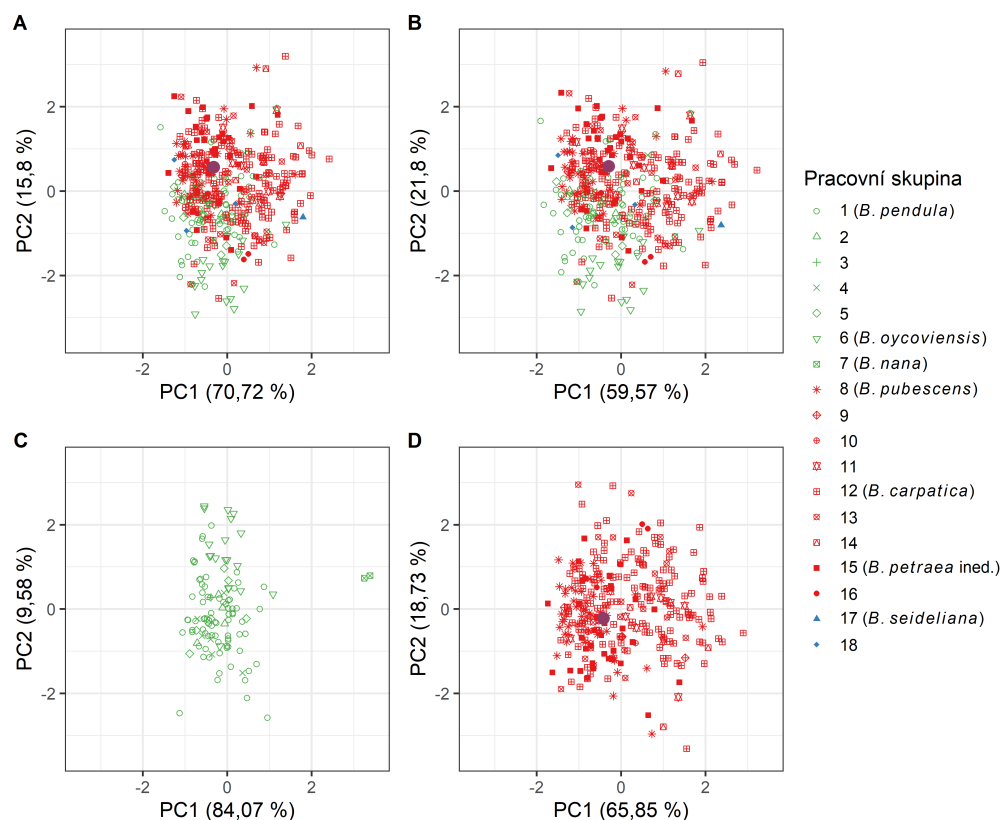 A
B
2
0
-2
PC2 (15,8 %)
-2
0
2
PC1 (70,72 %)
2
0
-2
PC2 (21,8 %)
-2
0
2
PC1 (59,57 %)
C
D
2
0
-2
PC2 (9,58 %)
-2
0
2
PC1 (84,07 %)
2
0
-2
PC2 (18,73 %)
-2
0
2
PC1 (65,85 %)
Pracovní skupina
1 (B. pendula)
2
3
4
5
6 (B. oycoviensis)
7 (B. nana)
8 (B. pubescens)
9
10
11
12 (B. carpatica)
13
14
15 (B. petraea ined.)
16
17 (B. seideliana)
18